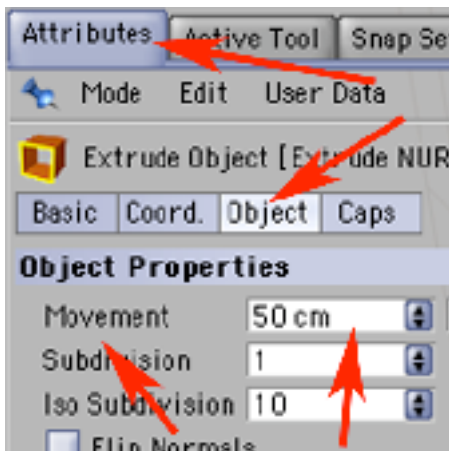 Attributes Active Tool Snap Se
Mode Edit User Data
Extrude Object [Extrude NUR
Basic Coord. Object Caps
Object Properties
Movement 50 cm
Subdivision 1
Iso Subdivision 10
Flip Normals